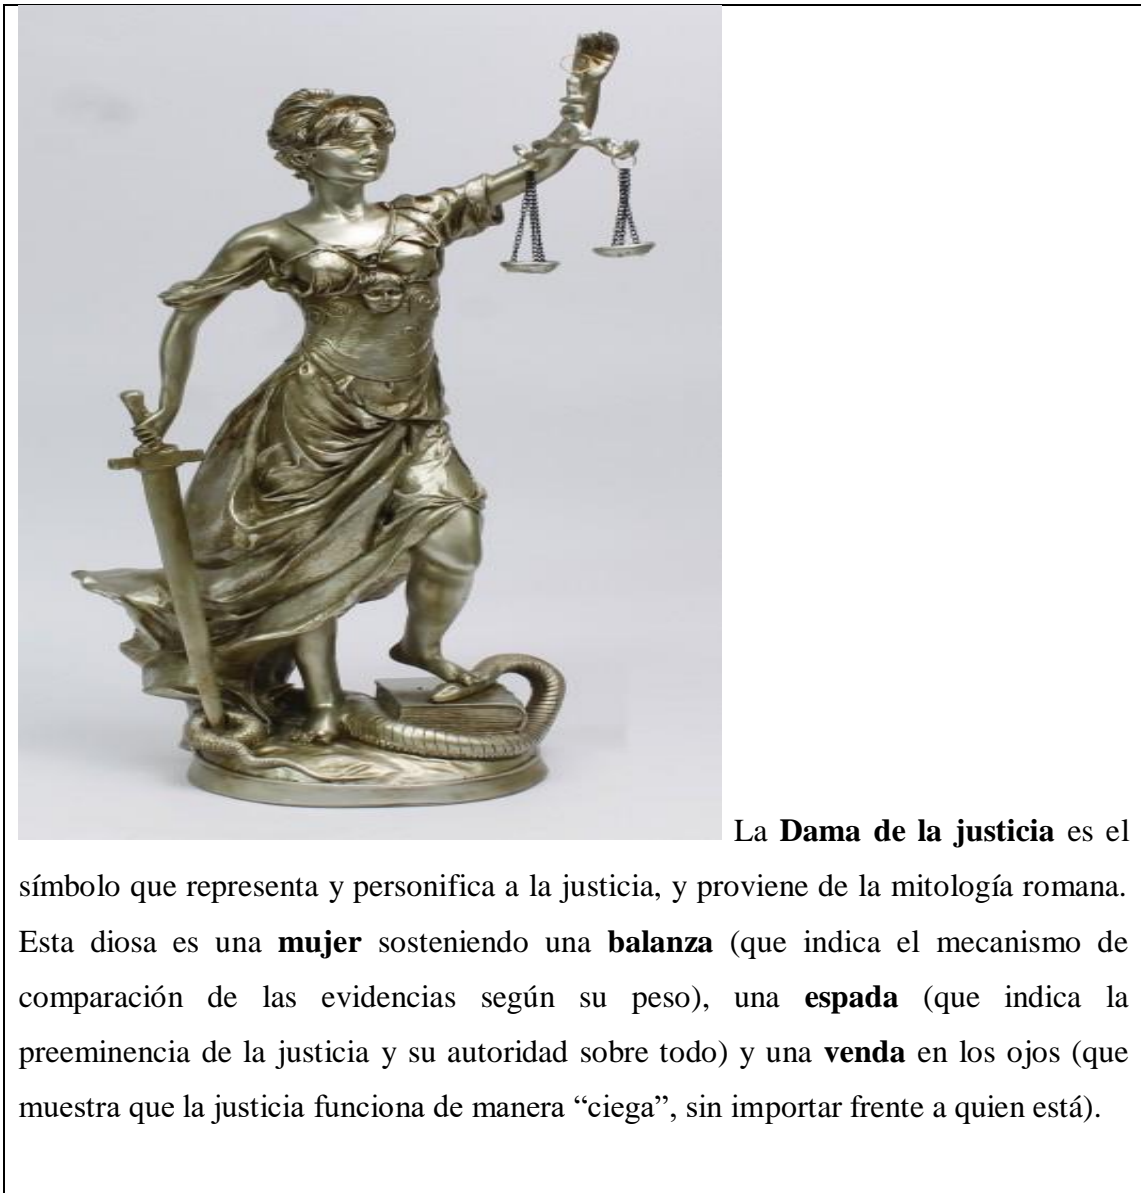 La Dama de la justicia es el
símbolo que representa y personifica a la justicia, y proviene de la mitología romana.
Esta diosa es una mujer sosteniendo una balanza (que indica el mecanismo de
comparación de las evidencias según su peso), una espada (que indica la
preeminencia de la justicia y su autoridad sobre todo) y una venda en los ojos (que
muestra que la justicia funciona de manera “ciega”, sin importar frente a quien está).